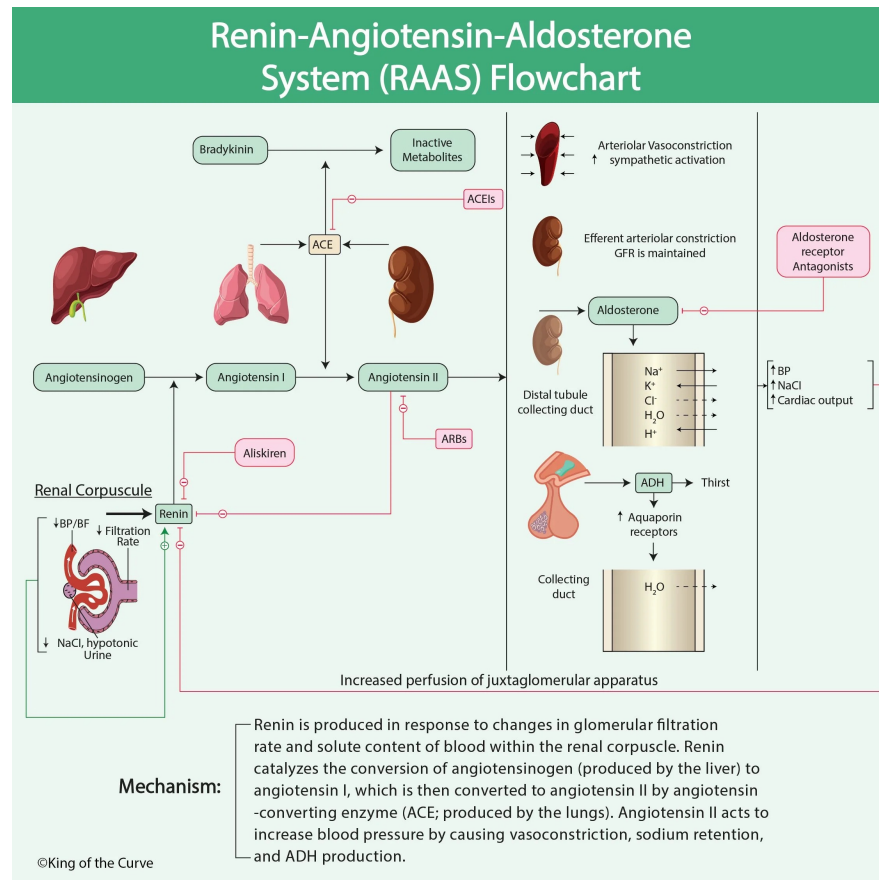 Renin-Angiotensin-Aldosterone
System (RAAS) Flowchart
Bradykinin
Inactive
Metabolites
ACEIs
ACE
Angiotensinogen
Angiotensin I
Angiotensin II
Aliskiren
ARBs
Renal Corpuscule
Renin
↓BP/BF
↓ Filtration
Rate
↓ NaCl, hypotonic
Urine
Arteriolar Vasoconstriction
↑ sympathetic activation
Efferent arteriolar constriction
GFR is maintained
Aldosterone
Distal tubule
collecting duct
Na⁺
K⁺
Cl⁻
H₂O
H⁺
ADH
Thirst
↑ Aquaporin
receptors
Collecting
duct
H₂O
Aldosterone
receptor
Antagonists
↑BP
↑NaCl
↑Cardiac output
Increased perfusion of juxtaglomerular apparatus
Mechanism:
Renin is produced in response to changes in glomerular filtration
rate and solute content of blood within the renal corpuscle. Renin
catalyzes the conversion of angiotensinogen (produced by the liver) to
angiotensin I, which is then converted to angiotensin II by angiotensin
-converting enzyme (ACE; produced by the lungs). Angiotensin II acts to
increase blood pressure by causing vasoconstriction, sodium retention,
and ADH production.
©King of the Curve